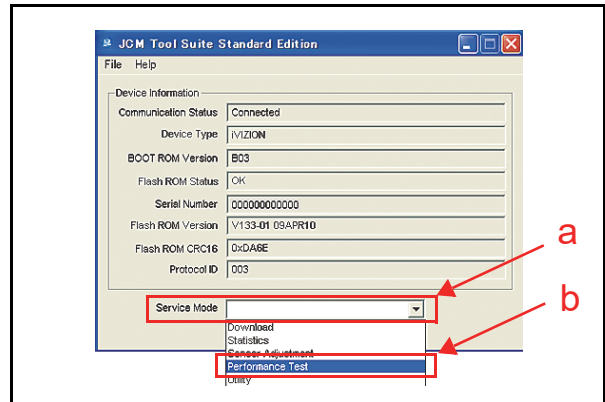 JCM Tool Suite Standard Edition
File Help
Device Information
Communication Status Connected
Device Type iVIZION
BOOT ROM Version B03
Flash ROM Status OK
Serial Number 000000000000
Flash ROM Version V133-01 09APR10
Flash ROM CRC16 0xDA6E
Protocol ID 003
a
Service Mode
b
Download
Statistics
Sensor Adjustment
Performance Test
Utility